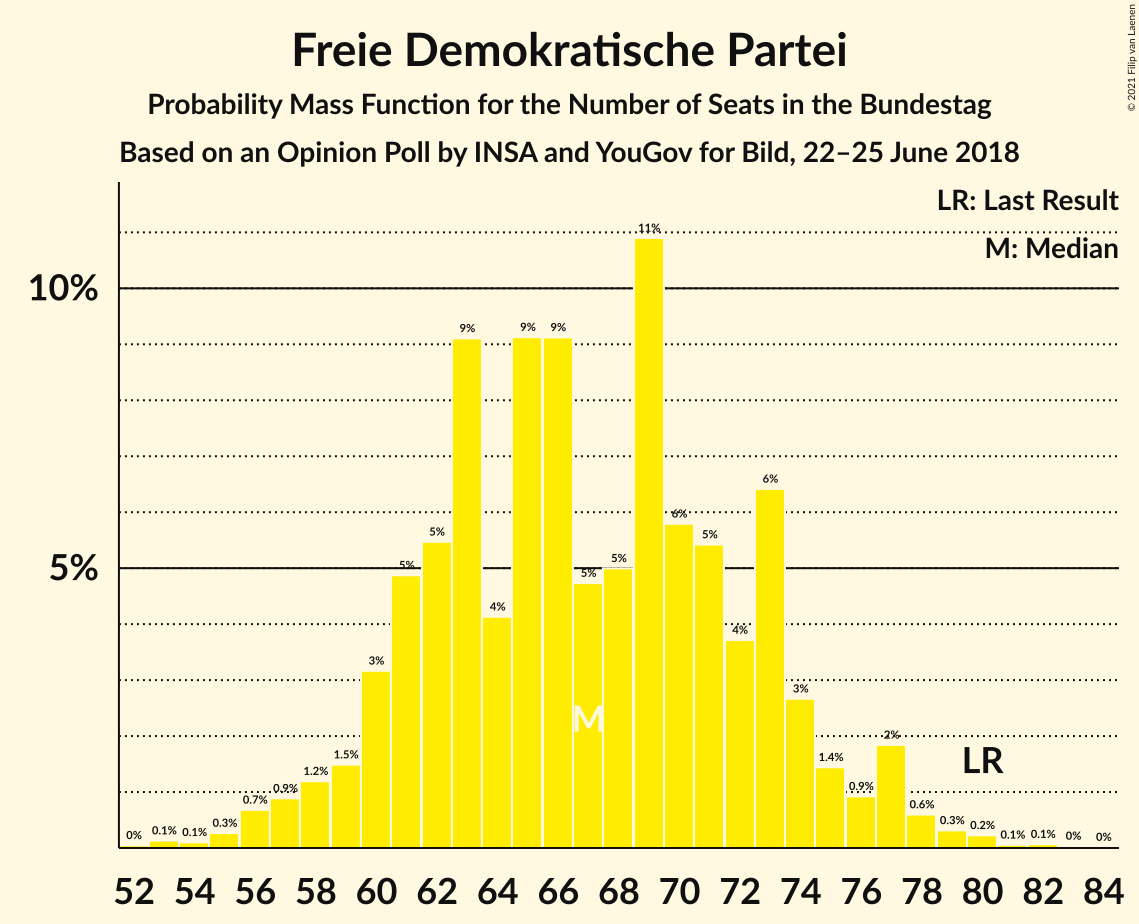 © 2021 Filip van Laenen
Freie Demokratische Partei
Probability Mass Function for the Number of Seats in the Bundestag
Based on an Opinion Poll by INSA and YouGov for Bild, 22–25 June 2018
LR: Last Result
M: Median
10%
5%
0% 0.1% 0.1% 0.3% 0.7% 0.9% 1.2% 1.5% 3% 5% 5% 9% 4% 9% 9% 5% 5% 11% 6% 5% 4% 6% 3% 1.4% 0.9% 2% 0.6% 0.3% 0.2% 0.1% 0.1% 0% 0%
M
LR
52 54 56 58 60 62 64 66 68 70 72 74 76 78 80 82 84